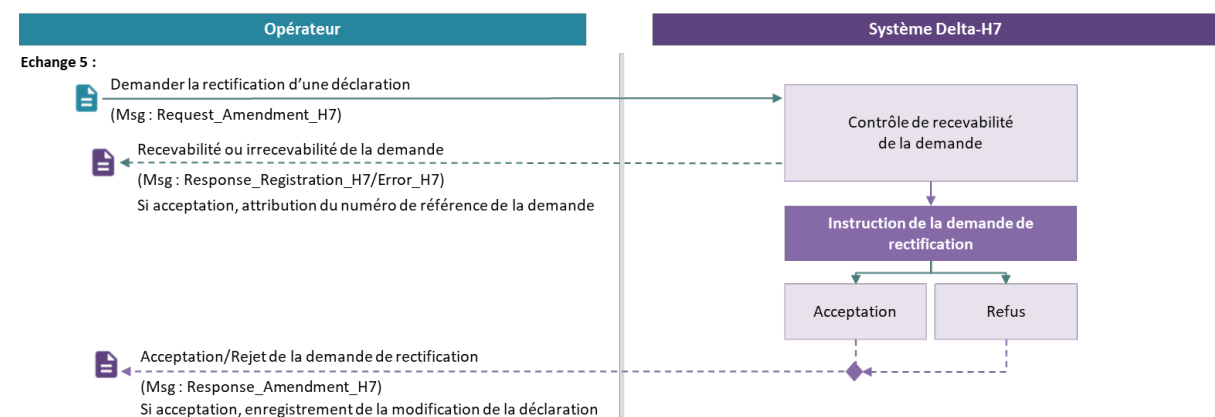 Opérateur
Système Delta-H7
Echange 5 :
Demander la rectification d’une déclaration
(Msg : Request_Amendment_H7)
Contrôle de recevabilité
de la demande
Recevabilité ou irrecevabilité de la demande
(Msg : Response_Registration_H7/Error_H7)
Si acceptation, attribution du numéro de référence de la demande
Instruction de la demande de
rectification
Acceptation
Refus
Acceptation/Rejet de la demande de rectification
(Msg : Response_Amendment_H7)
Si acceptation, enregistrement de la modification de la déclaration